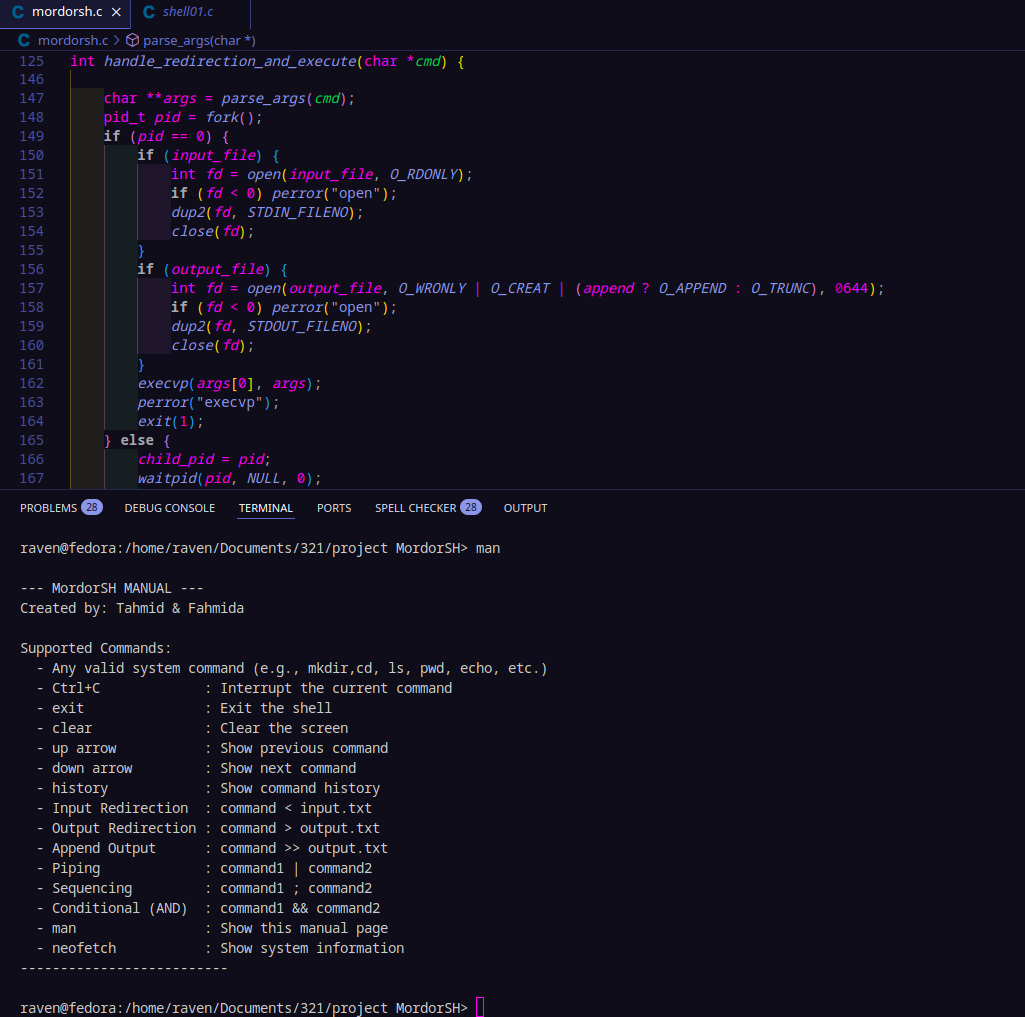 C mordorsh.c × C shell01.c
C mordorsh.c > parse_args(char *)
125 int handle_redirection_and_execute(char *cmd) {
146
147     char **args = parse_args(cmd);
148     pid_t pid = fork();
149     if (pid == 0) {
150         if (input_file) {
151             int fd = open(input_file, O_RDONLY);
152             if (fd < 0) perror("open");
153             dup2(fd, STDIN_FILENO);
154             close(fd);
155         }
156         if (output_file) {
157             int fd = open(output_file, O_WRONLY | O_CREAT | (append ? O_APPEND : O_TRUNC), 0644);
158             if (fd < 0) perror("open");
159             dup2(fd, STDOUT_FILENO);
160             close(fd);
161         }
162         execvp(args[0], args);
163         perror("execvp");
164         exit(1);
165     } else {
166         child_pid = pid;
167         waitpid(pid, NULL, 0);
PROBLEMS 28 DEBUG CONSOLE TERMINAL PORTS SPELL CHECKER 28 OUTPUT
raven@fedora:/home/raven/Documents/321/project MordorSH> man
--- MordorSH MANUAL ---
Created by: Tahmid & Fahmida
Supported Commands:
  - Any valid system command (e.g., mkdir,cd, ls, pwd, echo, etc.)
  - Ctrl+C             : Interrupt the current command
  - exit               : Exit the shell
  - clear              : Clear the screen
  - up arrow           : Show previous command
  - down arrow         : Show next command
  - history            : Show command history
  - Input Redirection  : command < input.txt
  - Output Redirection : command > output.txt
  - Append Output      : command >> output.txt
  - Piping             : command1 | command2
  - Sequencing         : command1 ; command2
  - Conditional (AND)  : command1 && command2
  - man                : Show this manual page
  - neofetch           : Show system information
--------------------------
raven@fedora:/home/raven/Documents/321/project MordorSH>